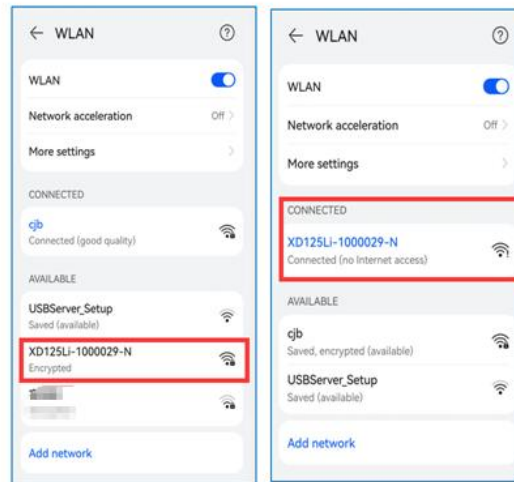 WLAN
WLAN
Network acceleration Off
More settings
CONNECTED
cjb
Connected (good quality)
AVAILABLE
USBServer_Setup
Saved (available)
XD125Li-1000029-N
Encrypted
Add network
WLAN
WLAN
Network acceleration Off
More settings
CONNECTED
XD125Li-1000029-N
Connected (no Internet access)
AVAILABLE
cjb
Saved, encrypted (available)
USBServer_Setup
Saved (available)
Add network